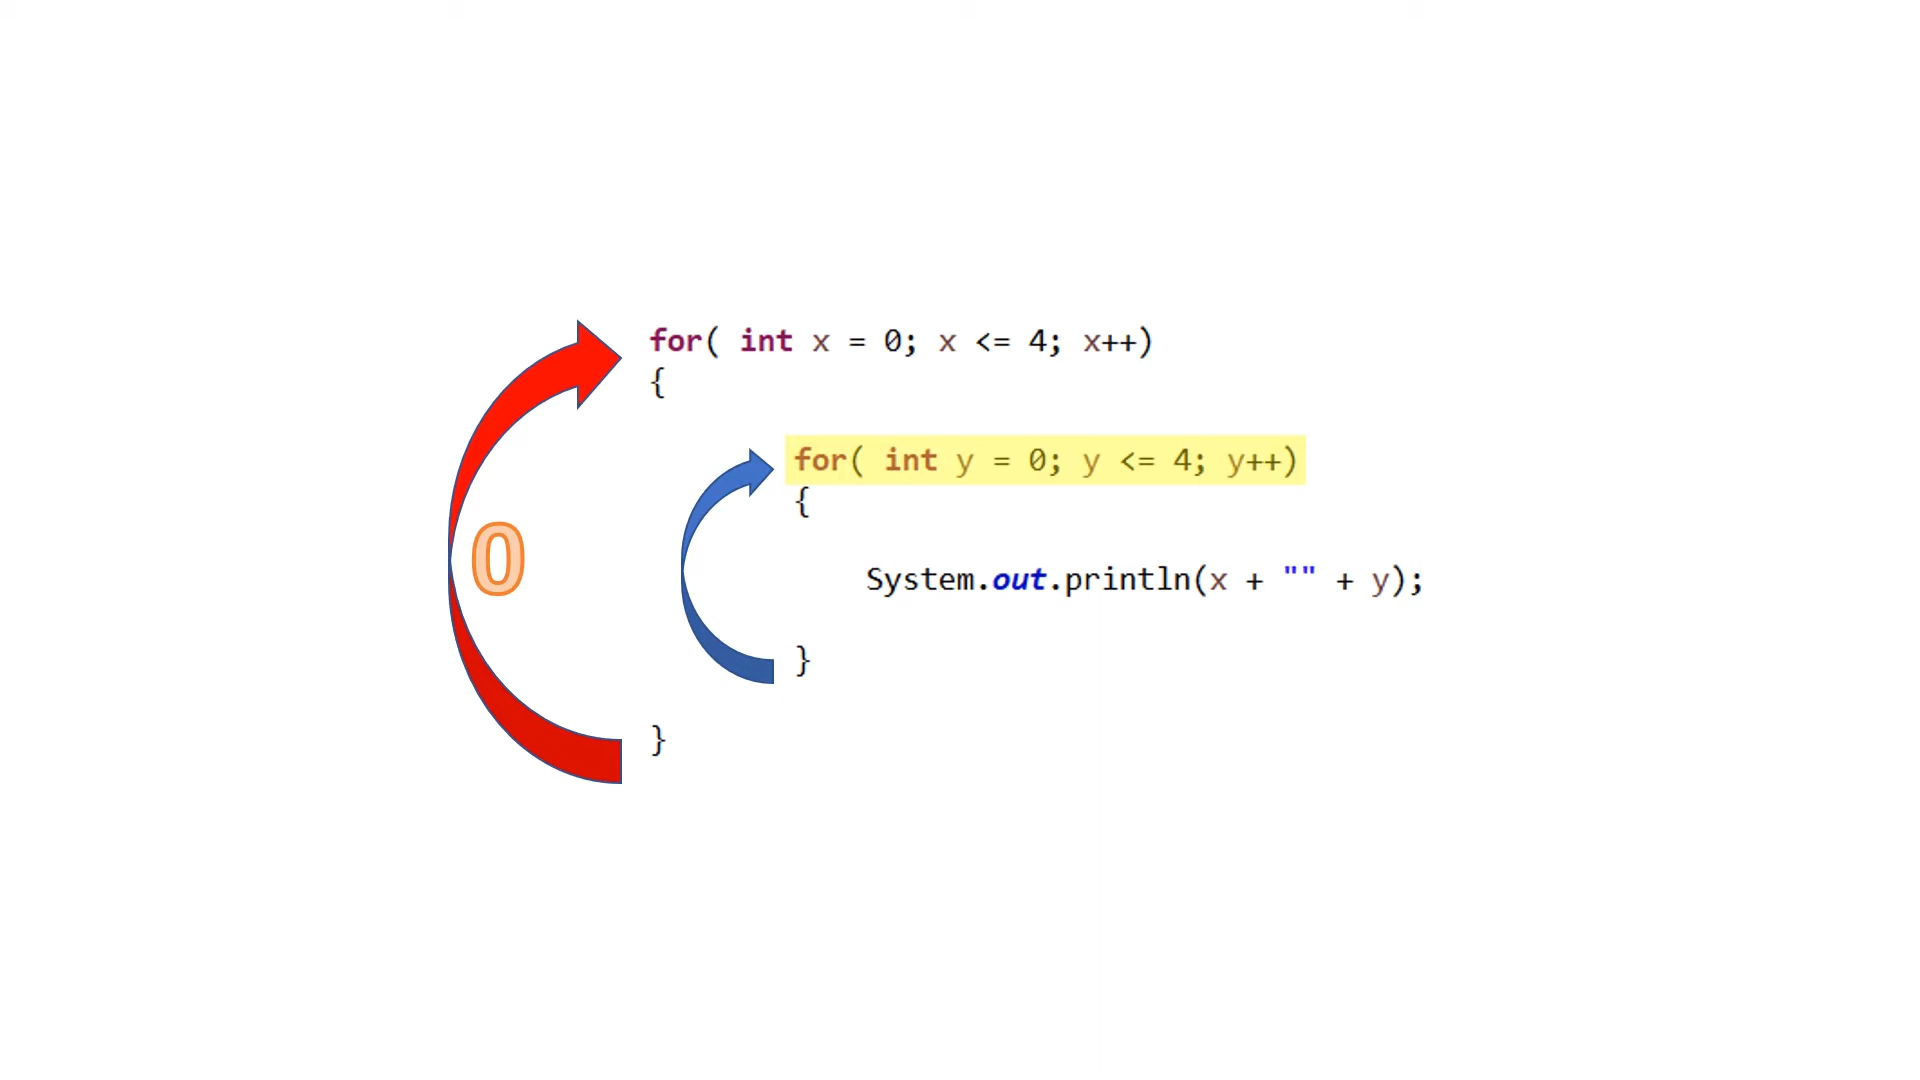 for( int x = 0; x <= 4; x++)
{
for( int y = 0; y <= 4; y++)
{
0
System.out.println(x + "" + y);
}
}